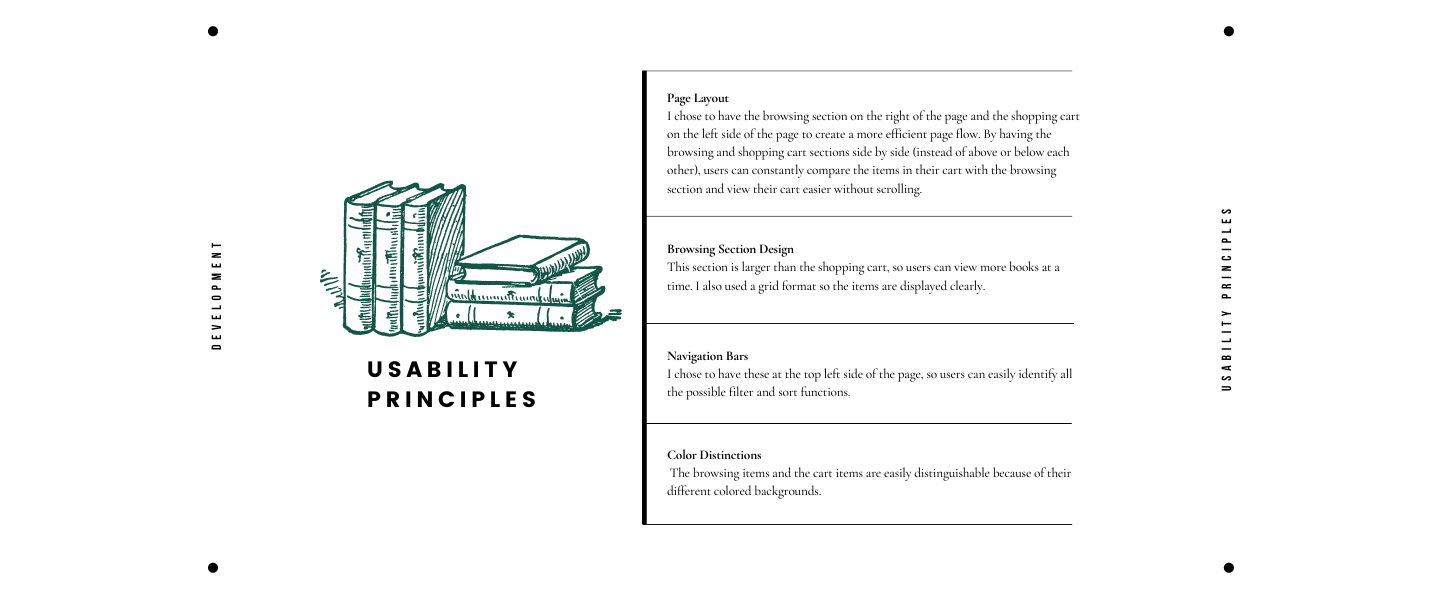 DEVELOPMENT
USABILITY
PRINCIPLES
Page Layout
I chose to have the browsing section on the right of the page and the shopping cart
on the left side of the page to create a more efficient page flow. By having the
browsing and shopping cart sections side by side (instead of above or below each
other), users can constantly compare the items in their cart with the browsing
section and view their cart easier without scrolling.
Browsing Section Design
This section is larger than the shopping cart, so users can view more books at a
time. I also used a grid format so the items are displayed clearly.
Navigation Bars
I chose to have these at the top left side of the page, so users can easily identify all
the possible filter and sort functions.
Color Distinctions
The browsing items and the cart items are easily distinguishable because of their
different colored backgrounds.
USABILITY PRINCIPLES